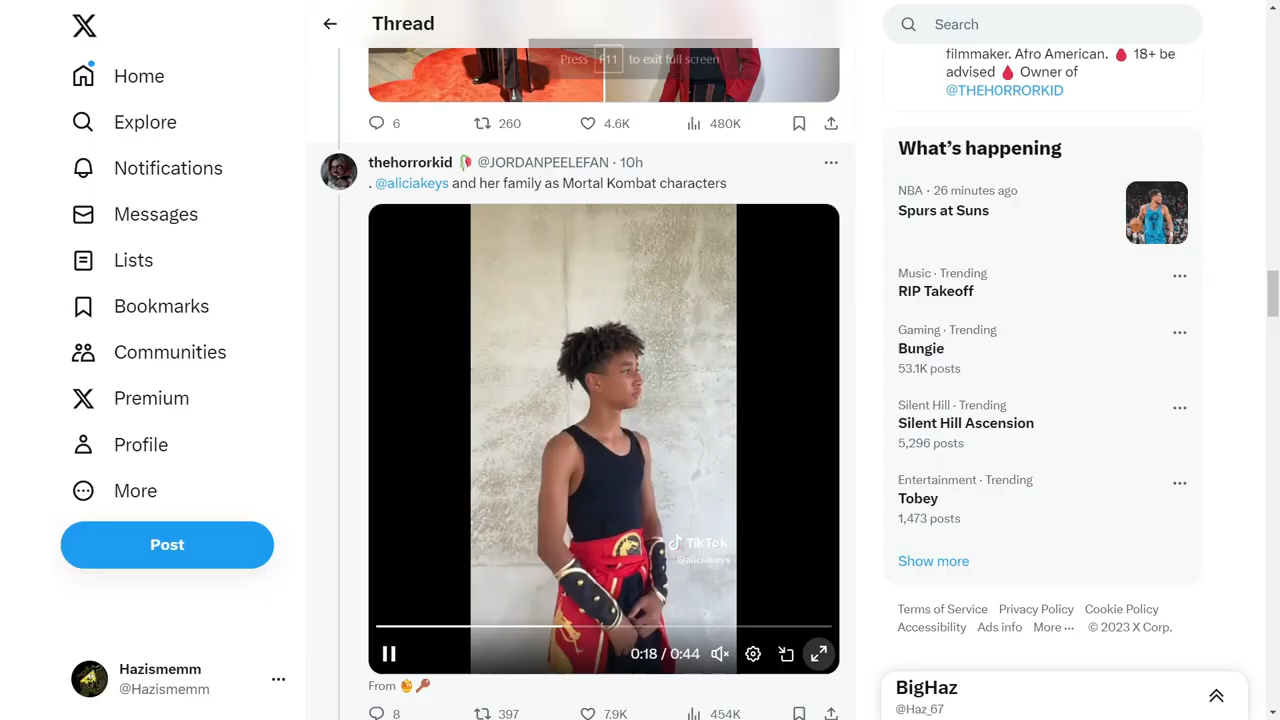 Home
Explore
Notifications
Messages
Lists
Bookmarks
Communities
Premium
Profile
More
Post
Hazismemm
@Hazismemm
Thread
Press F11 to exit full screen
6
260
4.6K
480K
thehorrorkid @JORDANPEELEFAN · 10h
. @aliciakeys and her family as Mortal Kombat characters
TikTok
@aliciakeys
0:18 / 0:44
From
8
397
7.9K
454K
Search
filmmaker. Afro American. 🩸 18+ be
advised 🩸 Owner of
@THEH0RRORKID
What's happening
NBA · 26 minutes ago
Spurs at Suns
Music · Trending
RIP Takeoff
Gaming · Trending
Bungie
53.1K posts
Silent Hill · Trending
Silent Hill Ascension
5,296 posts
Entertainment · Trending
Tobey
1,473 posts
Show more
Terms of Service Privacy Policy Cookie Policy
Accessibility Ads info More ··· © 2023 X Corp.
BigHaz
@Haz_67